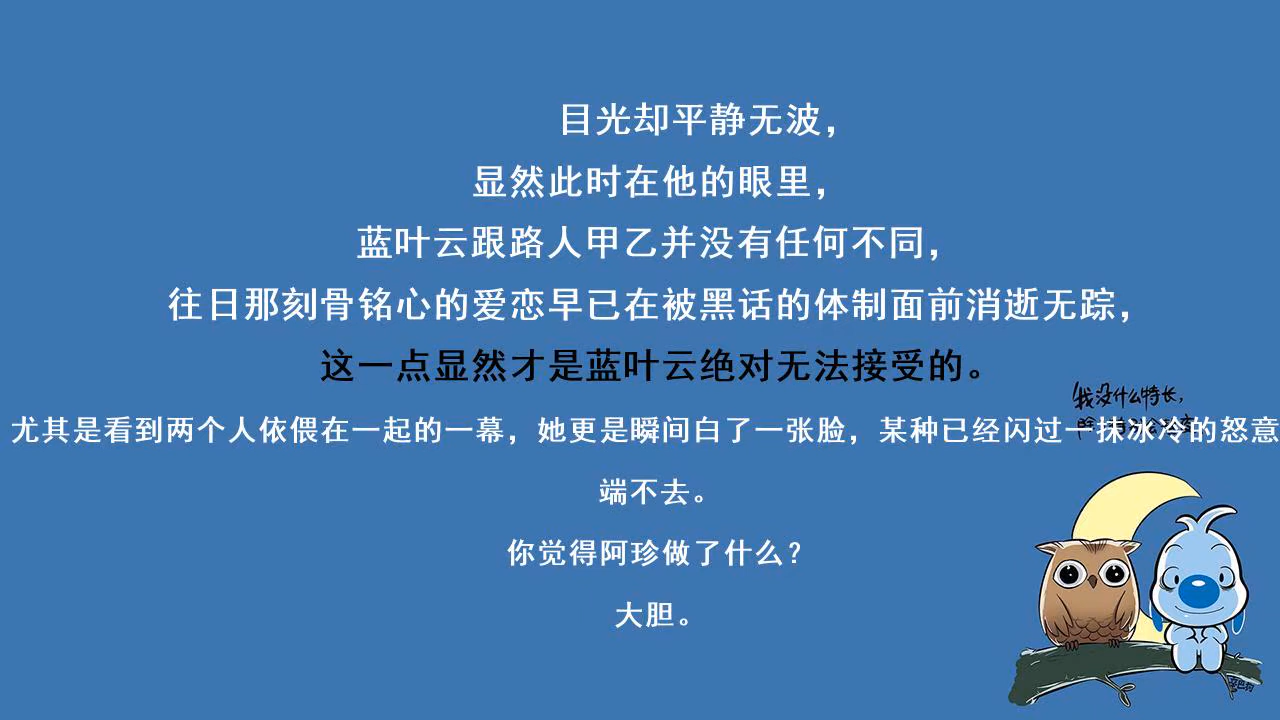 目光却平静无波，
显然此时在他的眼里，
蓝叶云跟路人甲乙并没有任何不同，
往日那刻骨铭心的爱恋早已在被黑话的体制面前消逝无踪，
这一点显然才是蓝叶云绝对无法接受的。
我没什么特长，
尤其是看到两个人依偎在一起的一幕，她更是瞬间白了一张脸，某种已经闪过一抹冰冷的怒意
端不去。
你觉得阿珍做了什么？
大胆。